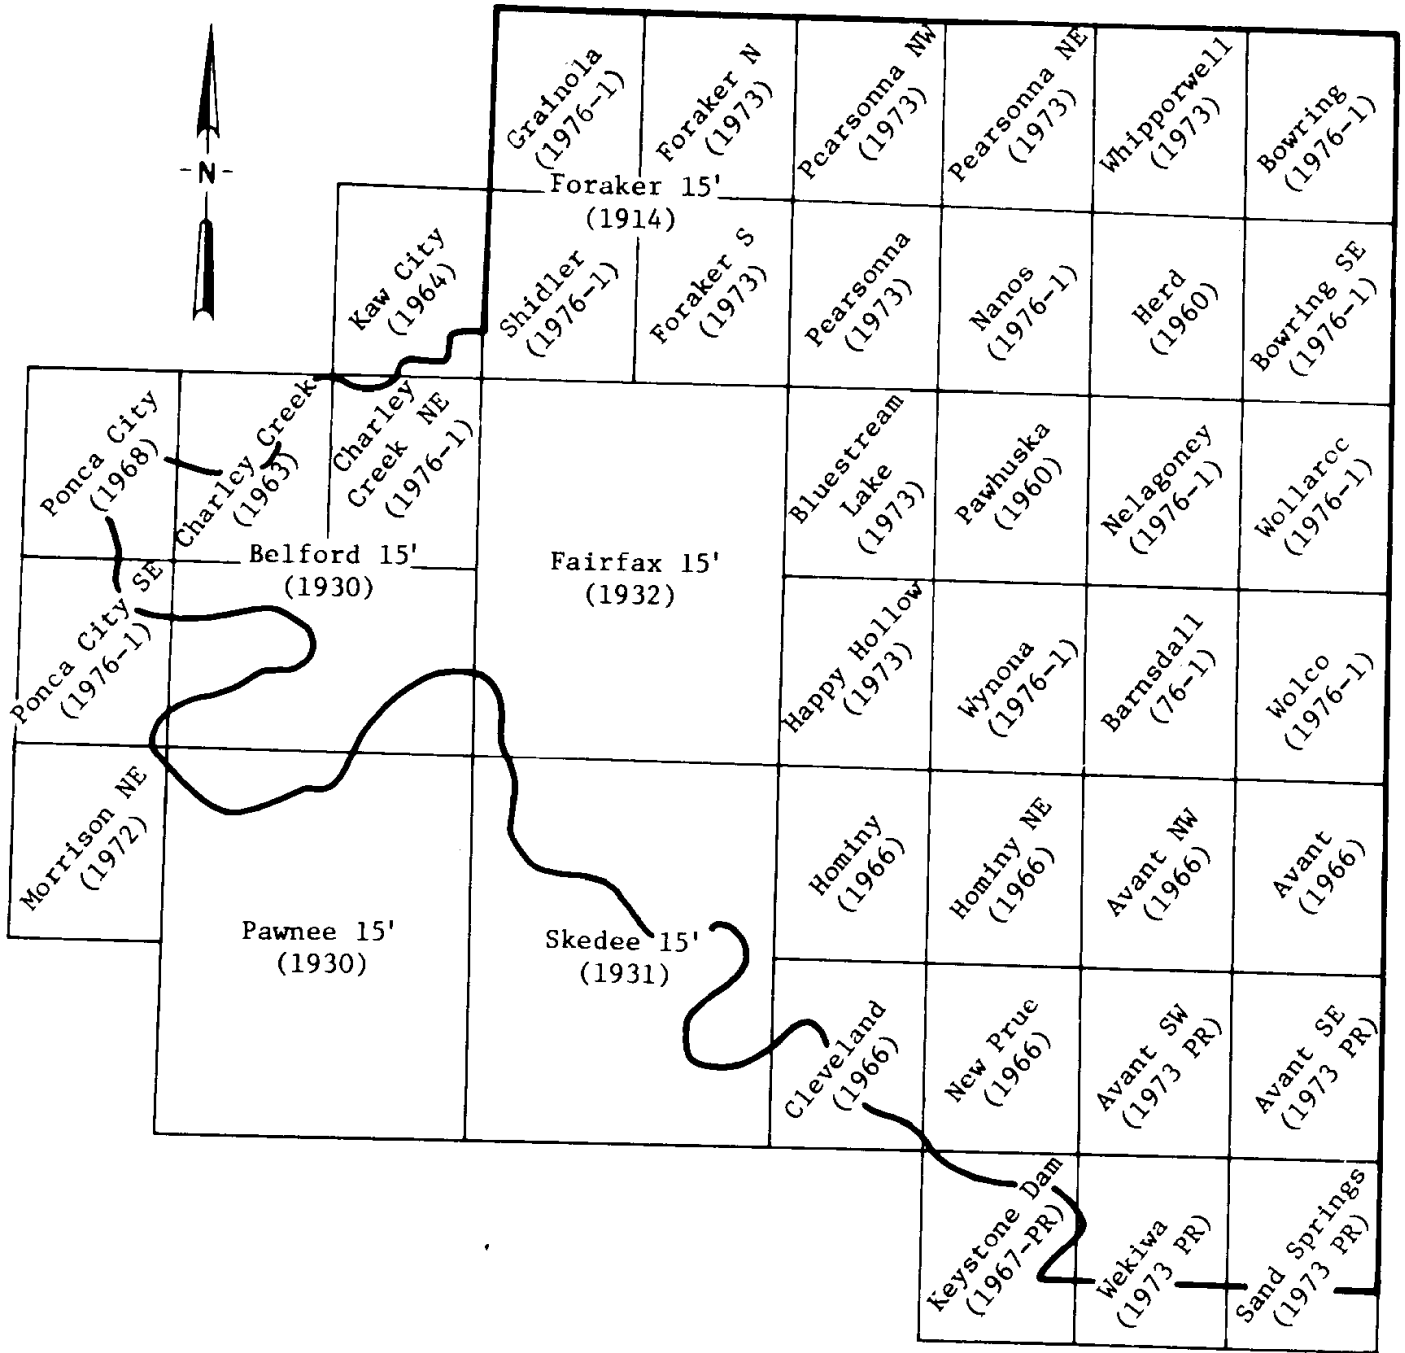 Grainola
(1976-1)
Foraker N
(1973)
Pcarsonna NW
(1973)
Pearsonna NE
(1973)
Whipporwell
(1973)
Bowring
(1976-1)
-N-
Foraker 15'
(1914)
Kaw City
(1964)
Shidler
(1976-1)
Foraker S
(1973)
Pearsonna
(1973)
Nanos
(1976-1)
Herd
(1960)
Bowring SE
(1976-1)
Ponca City
(1968)
Charley Creek
(1963)
Charley
Creek NE
(1976-1)
Bluestream
Lake
(1973)
Pawhuska
(1960)
Nelagoney
(1976-1)
Wollarcc
(1976-1)
Belford 15'
(1930)
Fairfax 15'
(1932)
Ponca City SE
(1976-1)
Happy Hollow
(1973)
Wynona
(1976-1)
Barnsdall
(76-1)
Wolco
(1976-1)
Morrison NE
(1972)
Hominy
(1966)
Hominy NE
(1966)
Avant NW
(1966)
Avant
(1966)
Pawnee 15'
(1930)
Skedee 15'
(1931)
Cleveland
(1966)
New Prue
(1966)
Avant SW
(1973 PR)
Avant SE
(1973 PR)
Keystone Dam
(1967-PR)
Wekiwa
(1973 PR)
Sand Springs
(1973 PR)